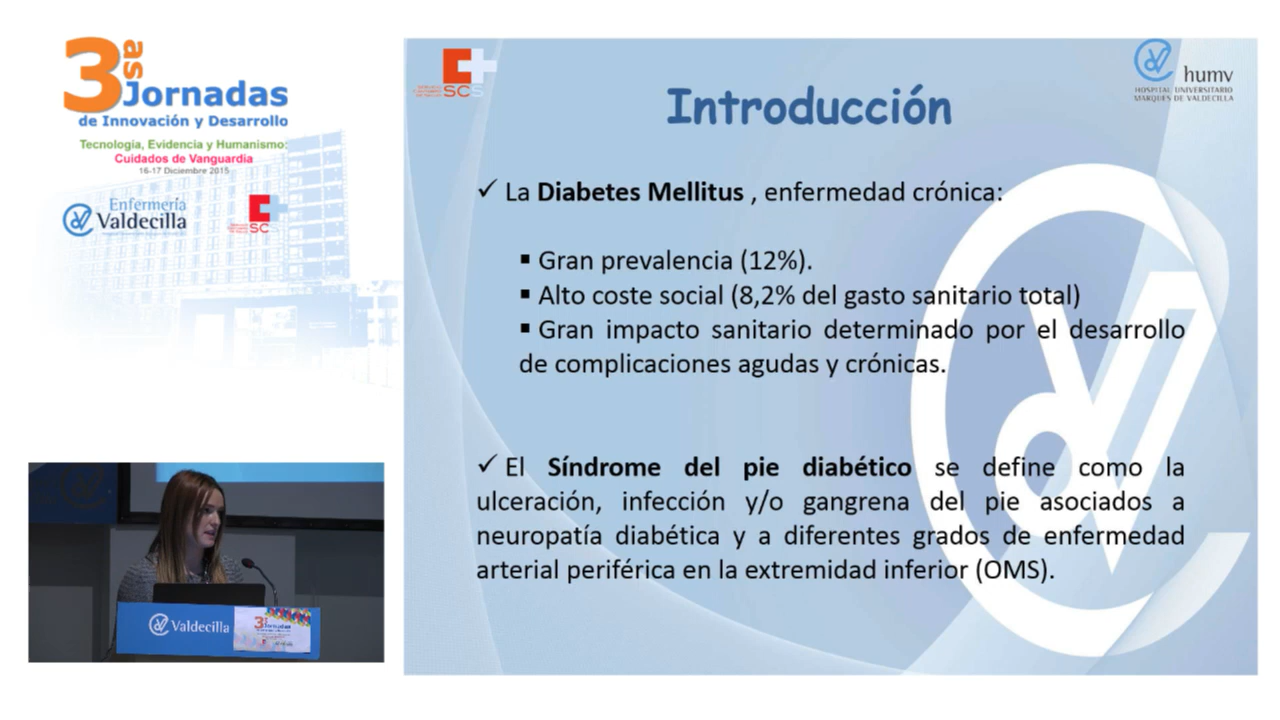 3as Jornadas
de Innovación y Desarrollo
Tecnología, Evidencia y Humanismo:
Cuidados de Vanguardia
16-17 Diciembre 2015
Enfermería
Valdecilla
SC
SCS
humv
HOSPITAL UNIVERSITARIO
MARQUÉS DE VALDECILLA
Introducción
✓ La Diabetes Mellitus , enfermedad crónica:
▪ Gran prevalencia (12%).
▪ Alto coste social (8,2% del gasto sanitario total)
▪ Gran impacto sanitario determinado por el desarrollo
de complicaciones agudas y crónicas.
✓ El Síndrome del pie diabético se define como la
ulceración, infección y/o gangrena del pie asociados a
neuropatía diabética y a diferentes grados de enfermedad
arterial periférica en la extremidad inferior (OMS).
Valdecilla
3as Jornadas